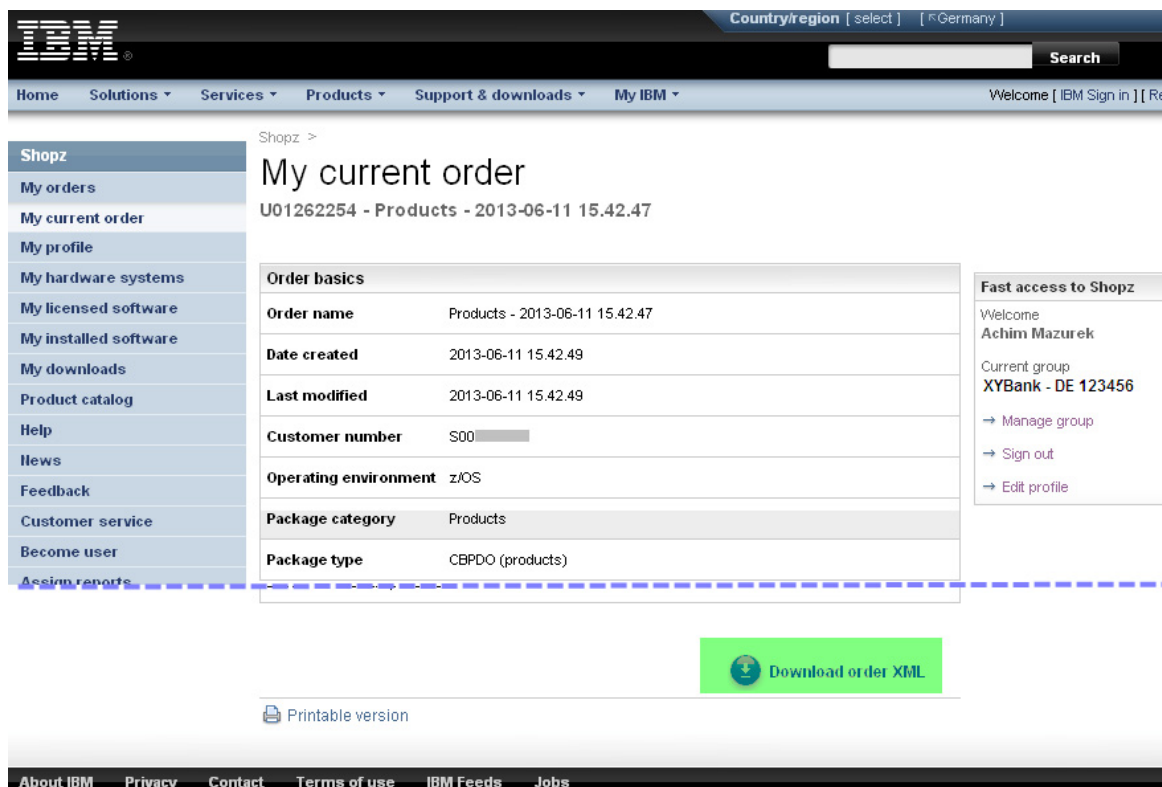 Country/region [ select ] [ Germany ]
IBM ®
Search
Home Solutions Services Products Support & downloads My IBM Welcome [ IBM Sign in ] [ Re
Shopz >
My current order
U01262254 - Products - 2013-06-11 15.42.47
Shopz
My orders
My current order
My profile
My hardware systems
My licensed software
My installed software
My downloads
Product catalog
Help
News
Feedback
Customer service
Become user
Assign reports
Order basics
Order name Products - 2013-06-11 15.42.47
Date created 2013-06-11 15.42.49
Last modified 2013-06-11 15.42.49
Customer number S00
Operating environment z/OS
Package category Products
Package type CBPDO (products)
Fast access to Shopz
Welcome
Achim Mazurek
Current group
XYBank - DE 123456
→ Manage group
→ Sign out
→ Edit profile
Download order XML
Printable version
About IBM Privacy Contact Terms of use IBM Feeds Jobs